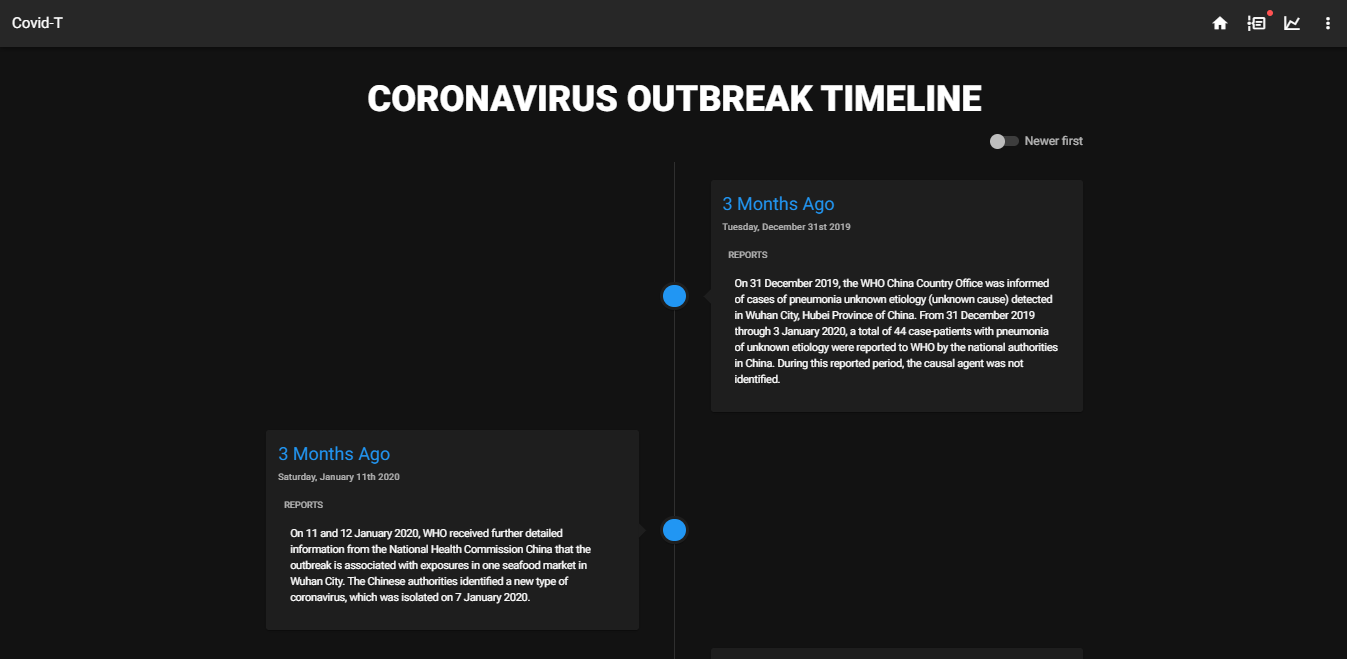 Covid-T
CORONAVIRUS OUTBREAK TIMELINE
Newer first
3 Months Ago
Tuesday, December 31st 2019
REPORTS
On 31 December 2019, the WHO China Country Office was informed
of cases of pneumonia unknown etiology (unknown cause) detected
in Wuhan City, Hubei Province of China. From 31 December 2019
through 3 January 2020, a total of 44 case-patients with pneumonia
of unknown etiology were reported to WHO by the national authorities
in China. During this reported period, the causal agent was not
identified.
3 Months Ago
Saturday, January 11th 2020
REPORTS
On 11 and 12 January 2020, WHO received further detailed
information from the National Health Commission China that the
outbreak is associated with exposures in one seafood market in
Wuhan City. The Chinese authorities identified a new type of
coronavirus, which was isolated on 7 January 2020.